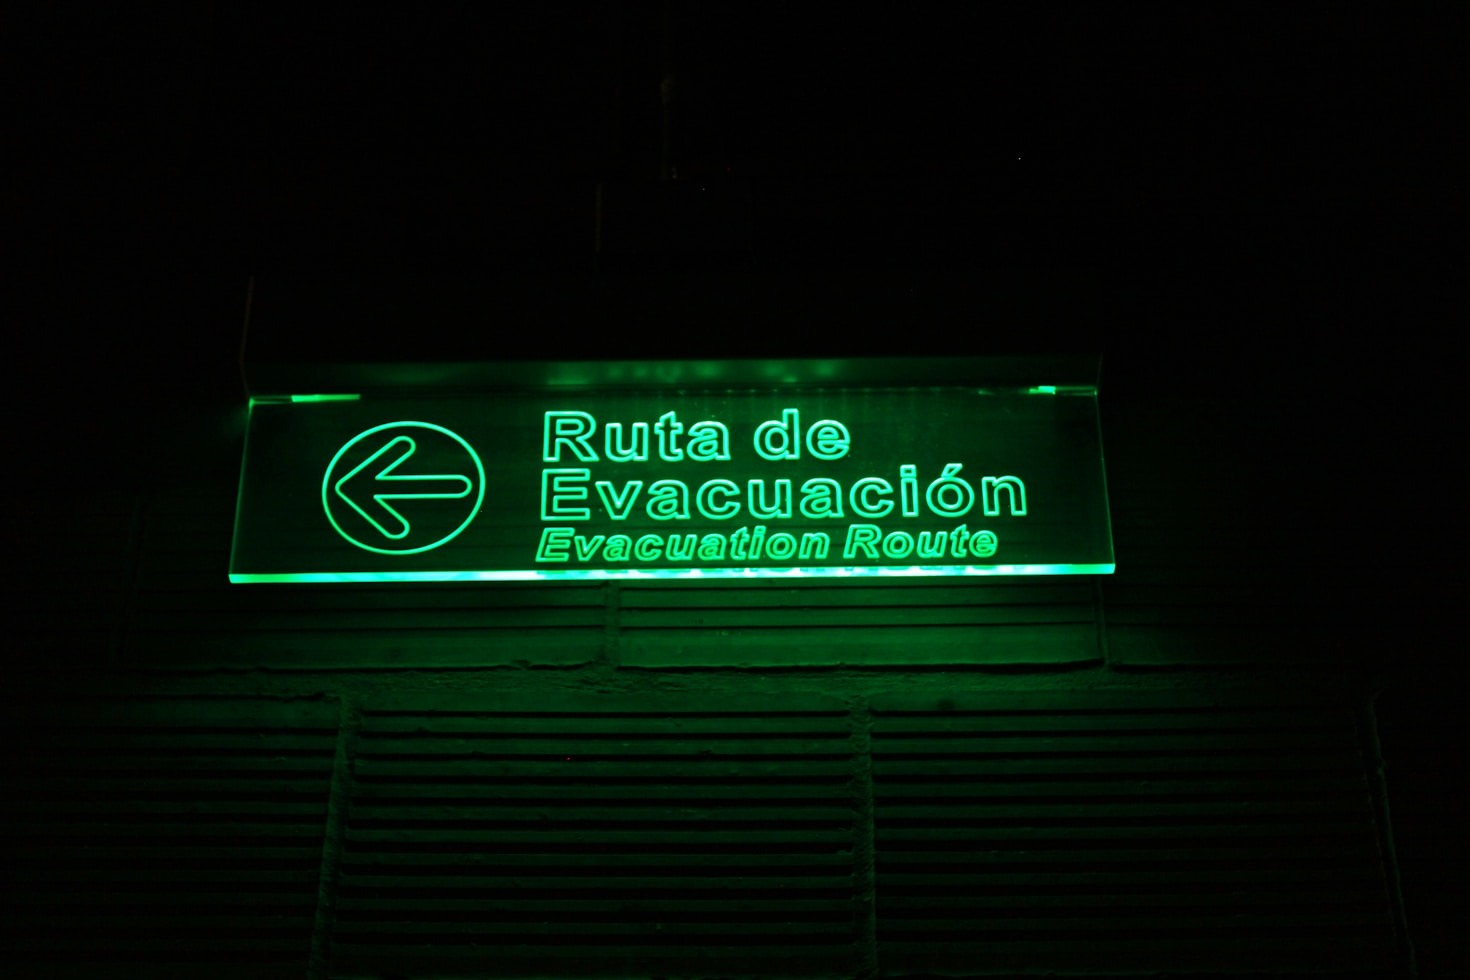 Ruta de
Evacuación
Evacuation Route